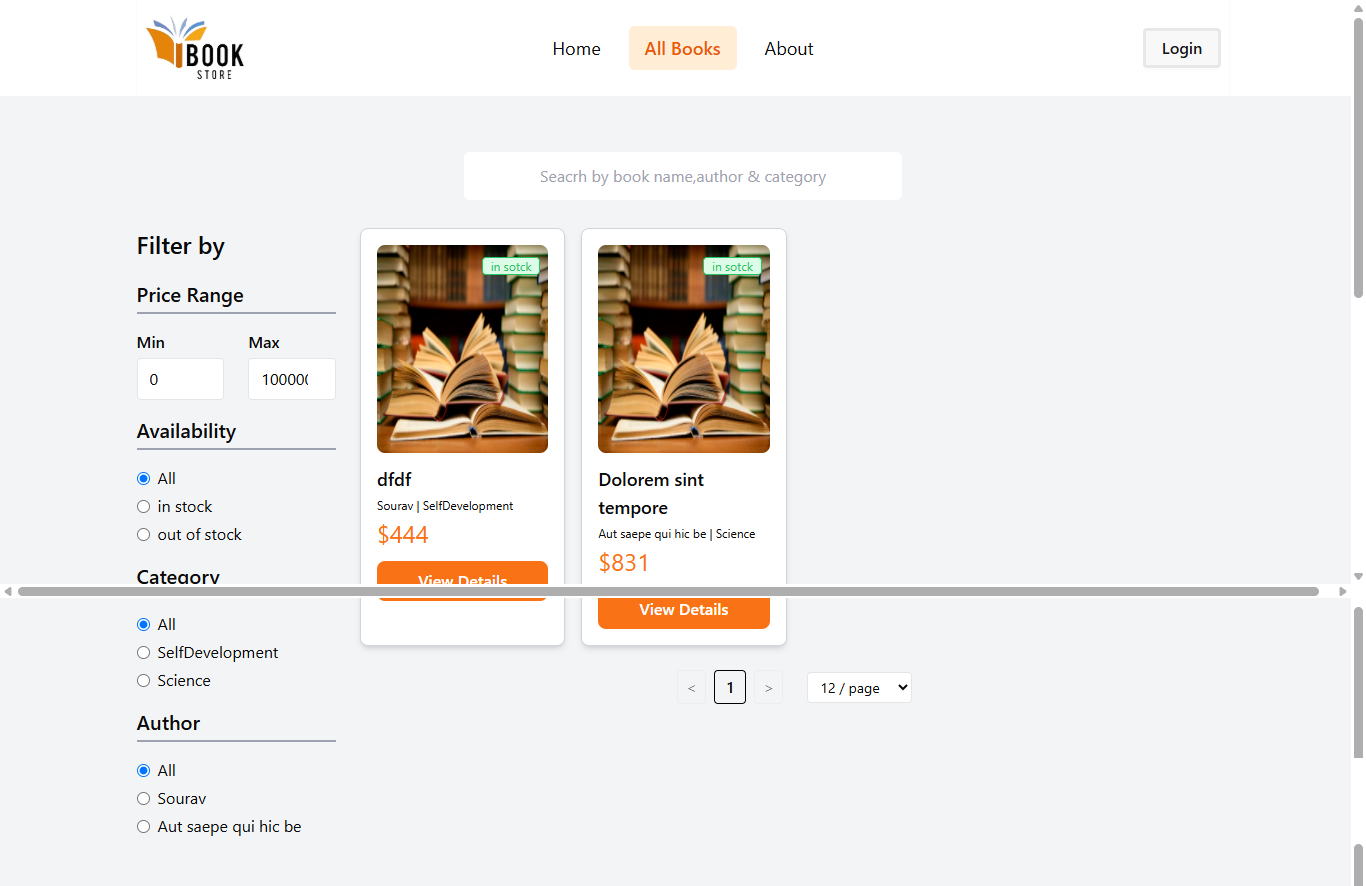 BOOK
STORE
Home
All Books
About
Login
Seacrh by book name,author & category
Filter by
Price Range
Min
Max
0
Availability
All
in stock
out of stock
Category
All
SelfDevelopment
Science
Author
All
Sourav
Aut saepe qui hic be
in sotck
dfdf
Sourav | SelfDevelopment
$444
View Details
in sotck
Dolorem sint
tempore
Aut saepe qui hic be | Science
$831
View Details
<
1
>
12 / page